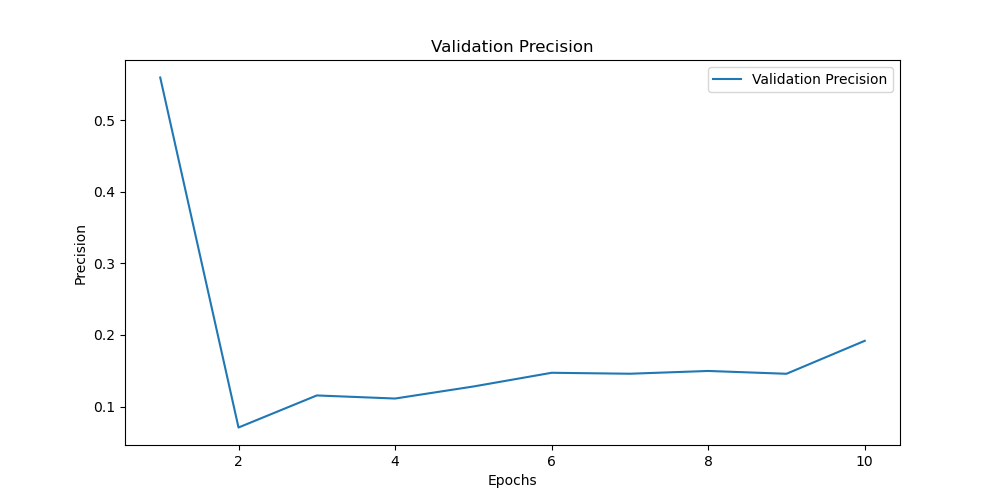 Validation Precision
Validation Precision
0.5
0.4
0.3
0.2
0.1
Precision
2 4 6 8 10
Epochs